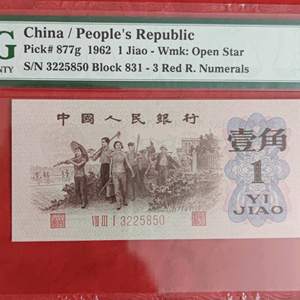 G
NTY
China / People's Republic
Pick# 877g 1962 1 Jiao - Wmk: Open Star
S/N 3225850 Block 831 - 3 Red R. Numerals
中国人民银行
壹角
1
YI
JIAO
VIII III I 3225850